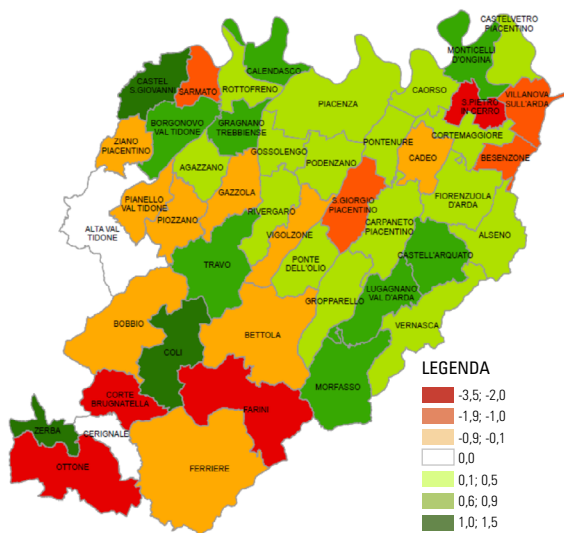 CASTELVETRO
PIACENTINO
MONTICELLI
D'ONGINA
CALENDASCO
CASTEL
S.GIOVANNI
SARMATO
ROTTOFRENO
CAORSO
S.PIETRO
IN CERRO
VILLANOVA
SULL'ARDA
PIACENZA
BORGONOVO
VAL TIDONE
GRAGNANO
TREBBIENSE
CORTEMAGGIORE
ZIANO
PIACENTINO
GOSSOLENGO
PONTENURE
BESENZONE
AGAZZANO
PODENZANO
CADEO
PIANELLO
VAL TIDONE
GAZZOLA
FIORENZUOLA
D'ARDA
S.GIORGIO
PIACENTINO
PIOZZANO
RIVERGARO
CARPANETO
PIACENTINO
ALTA VAL
TIDONE
VIGOLZONE
ALSENO
TRAVO
PONTE
DELL'OLIO
CASTELL'ARQUATO
LUGAGNANO
VAL D'ARDA
GROPPARELLO
BOBBIO
BETTOLA
VERNASCA
COLI
MORFASSO
CORTE
BRUGNATELLA
FARINI
ZERBA
CERIGNALE
OTTONE
FERRIERE
LEGENDA
-3,5; -2,0
-1,9; -1,0
-0,9; -0,1
0,0
0,1; 0,5
0,6; 0,9
1,0; 1,5